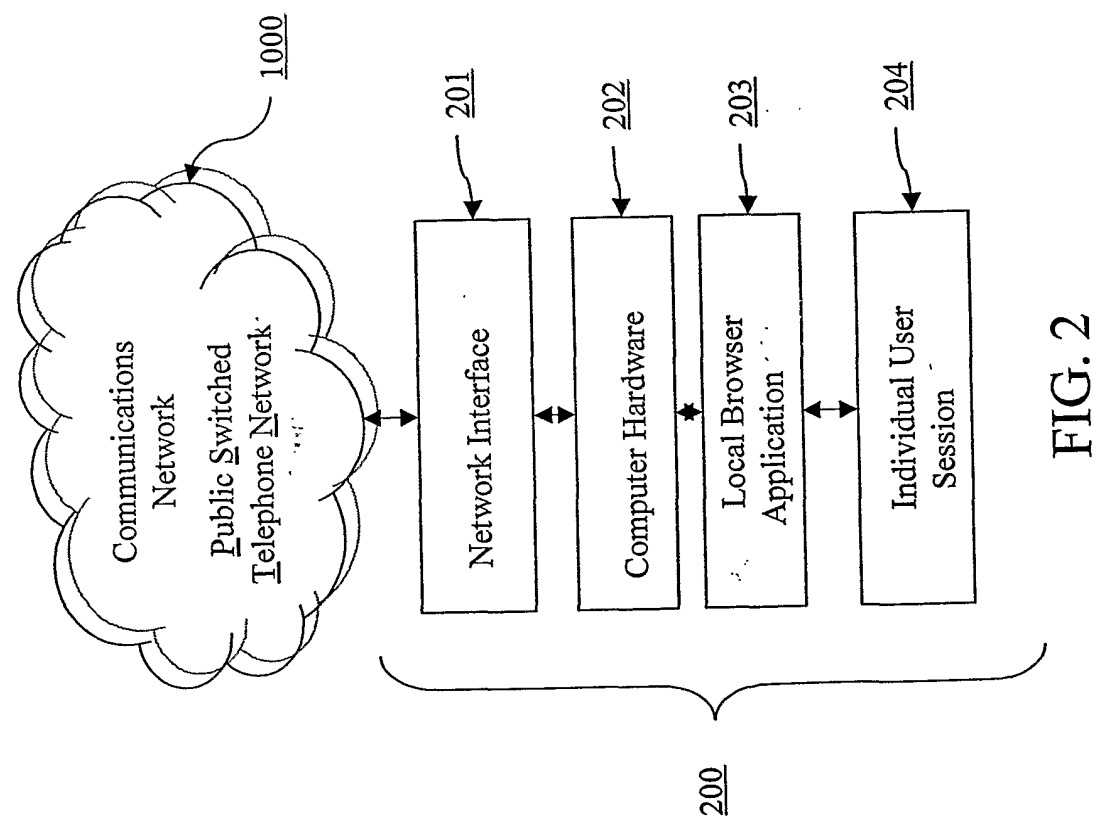 Communications
Network
Public Switched
Telephone Network
1000
Network Interface
201
Computer Hardware
202
Local Browser
Application
203
Individual User
Session
204
200
FIG. 2